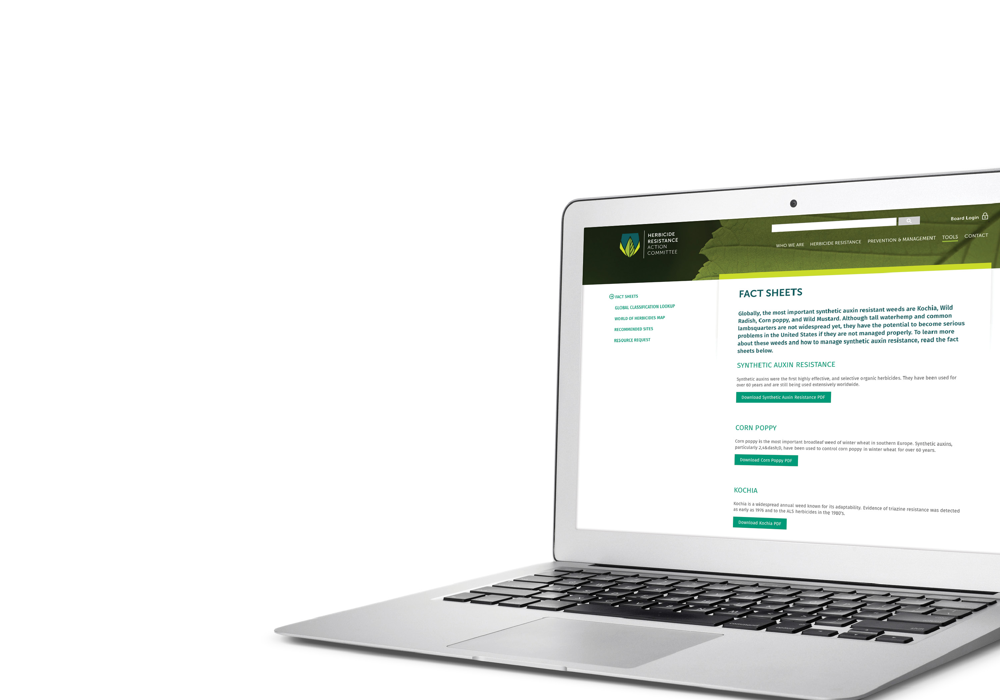 HERBICIDE
RESISTANCE
ACTION
COMMITTEE
Board Login
WHO WE ARE HERBICIDE RESISTANCE PREVENTION & MANAGEMENT TOOLS CONTACT
FACT SHEETS
GLOBAL CLASSIFICATION LOOKUP
WORLD OF HERBICIDES MAP
RECOMMENDED SITES
RESOURCE REQUEST
FACT SHEETS
Globally, the most important synthetic auxin resistant weeds are Kochia, Wild
Radish, Corn poppy, and Wild Mustard. Although tall waterhemp and common
lambsquarters are not widespread yet, they have the potential to become serious
problems in the United States if they are not managed properly. To learn more
about these weeds and how to manage synthetic auxin resistance, read the fact
sheets below.
SYNTHETIC AUXIN RESISTANCE
Synthetic auxins were the first highly effective, and selective organic herbicides. They have been used for
over 60 years and are still being used extensively worldwide.
Download Synthetic Auxin Resistance PDF
CORN POPPY
Corn poppy is the most important broadleaf weed of winter wheat in southern Europe. Synthetic auxins,
particularly 2,4&dash;D, have been used to control corn poppy in winter wheat for over 60 years.
Download Corn Poppy PDF
KOCHIA
Kochia is a widespread annual weed known for its adaptability. Evidence of triazine resistance was detected
as early as 1976 and to the ALS herbicides in the 1980's.
Download Kochia PDF
Q W E R T Y
A S D F G H
X C V B N M < > ?
command option alt
enter
return
shift